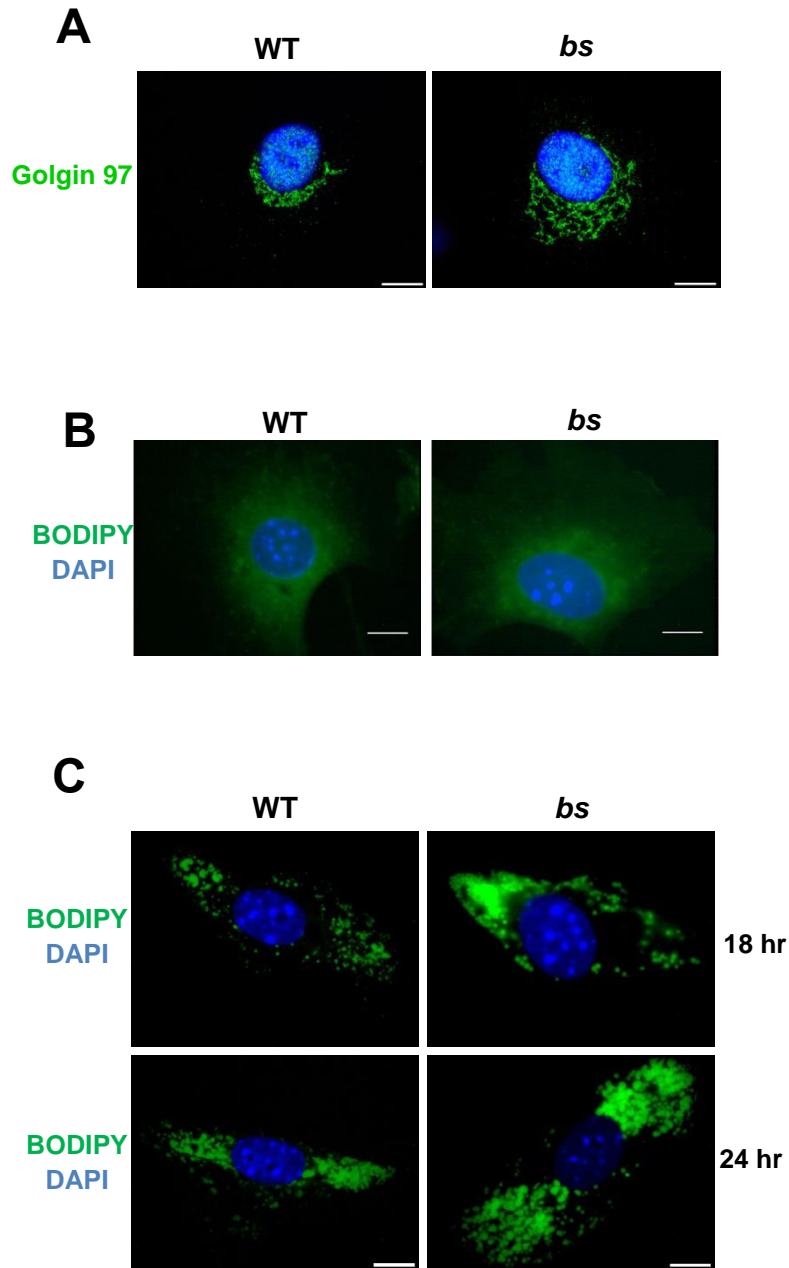 A
WT
bs
Golgin 97
B
WT
bs
BODIPY
DAPI
C
WT
bs
BODIPY
DAPI
18 hr
BODIPY
DAPI
24 hr